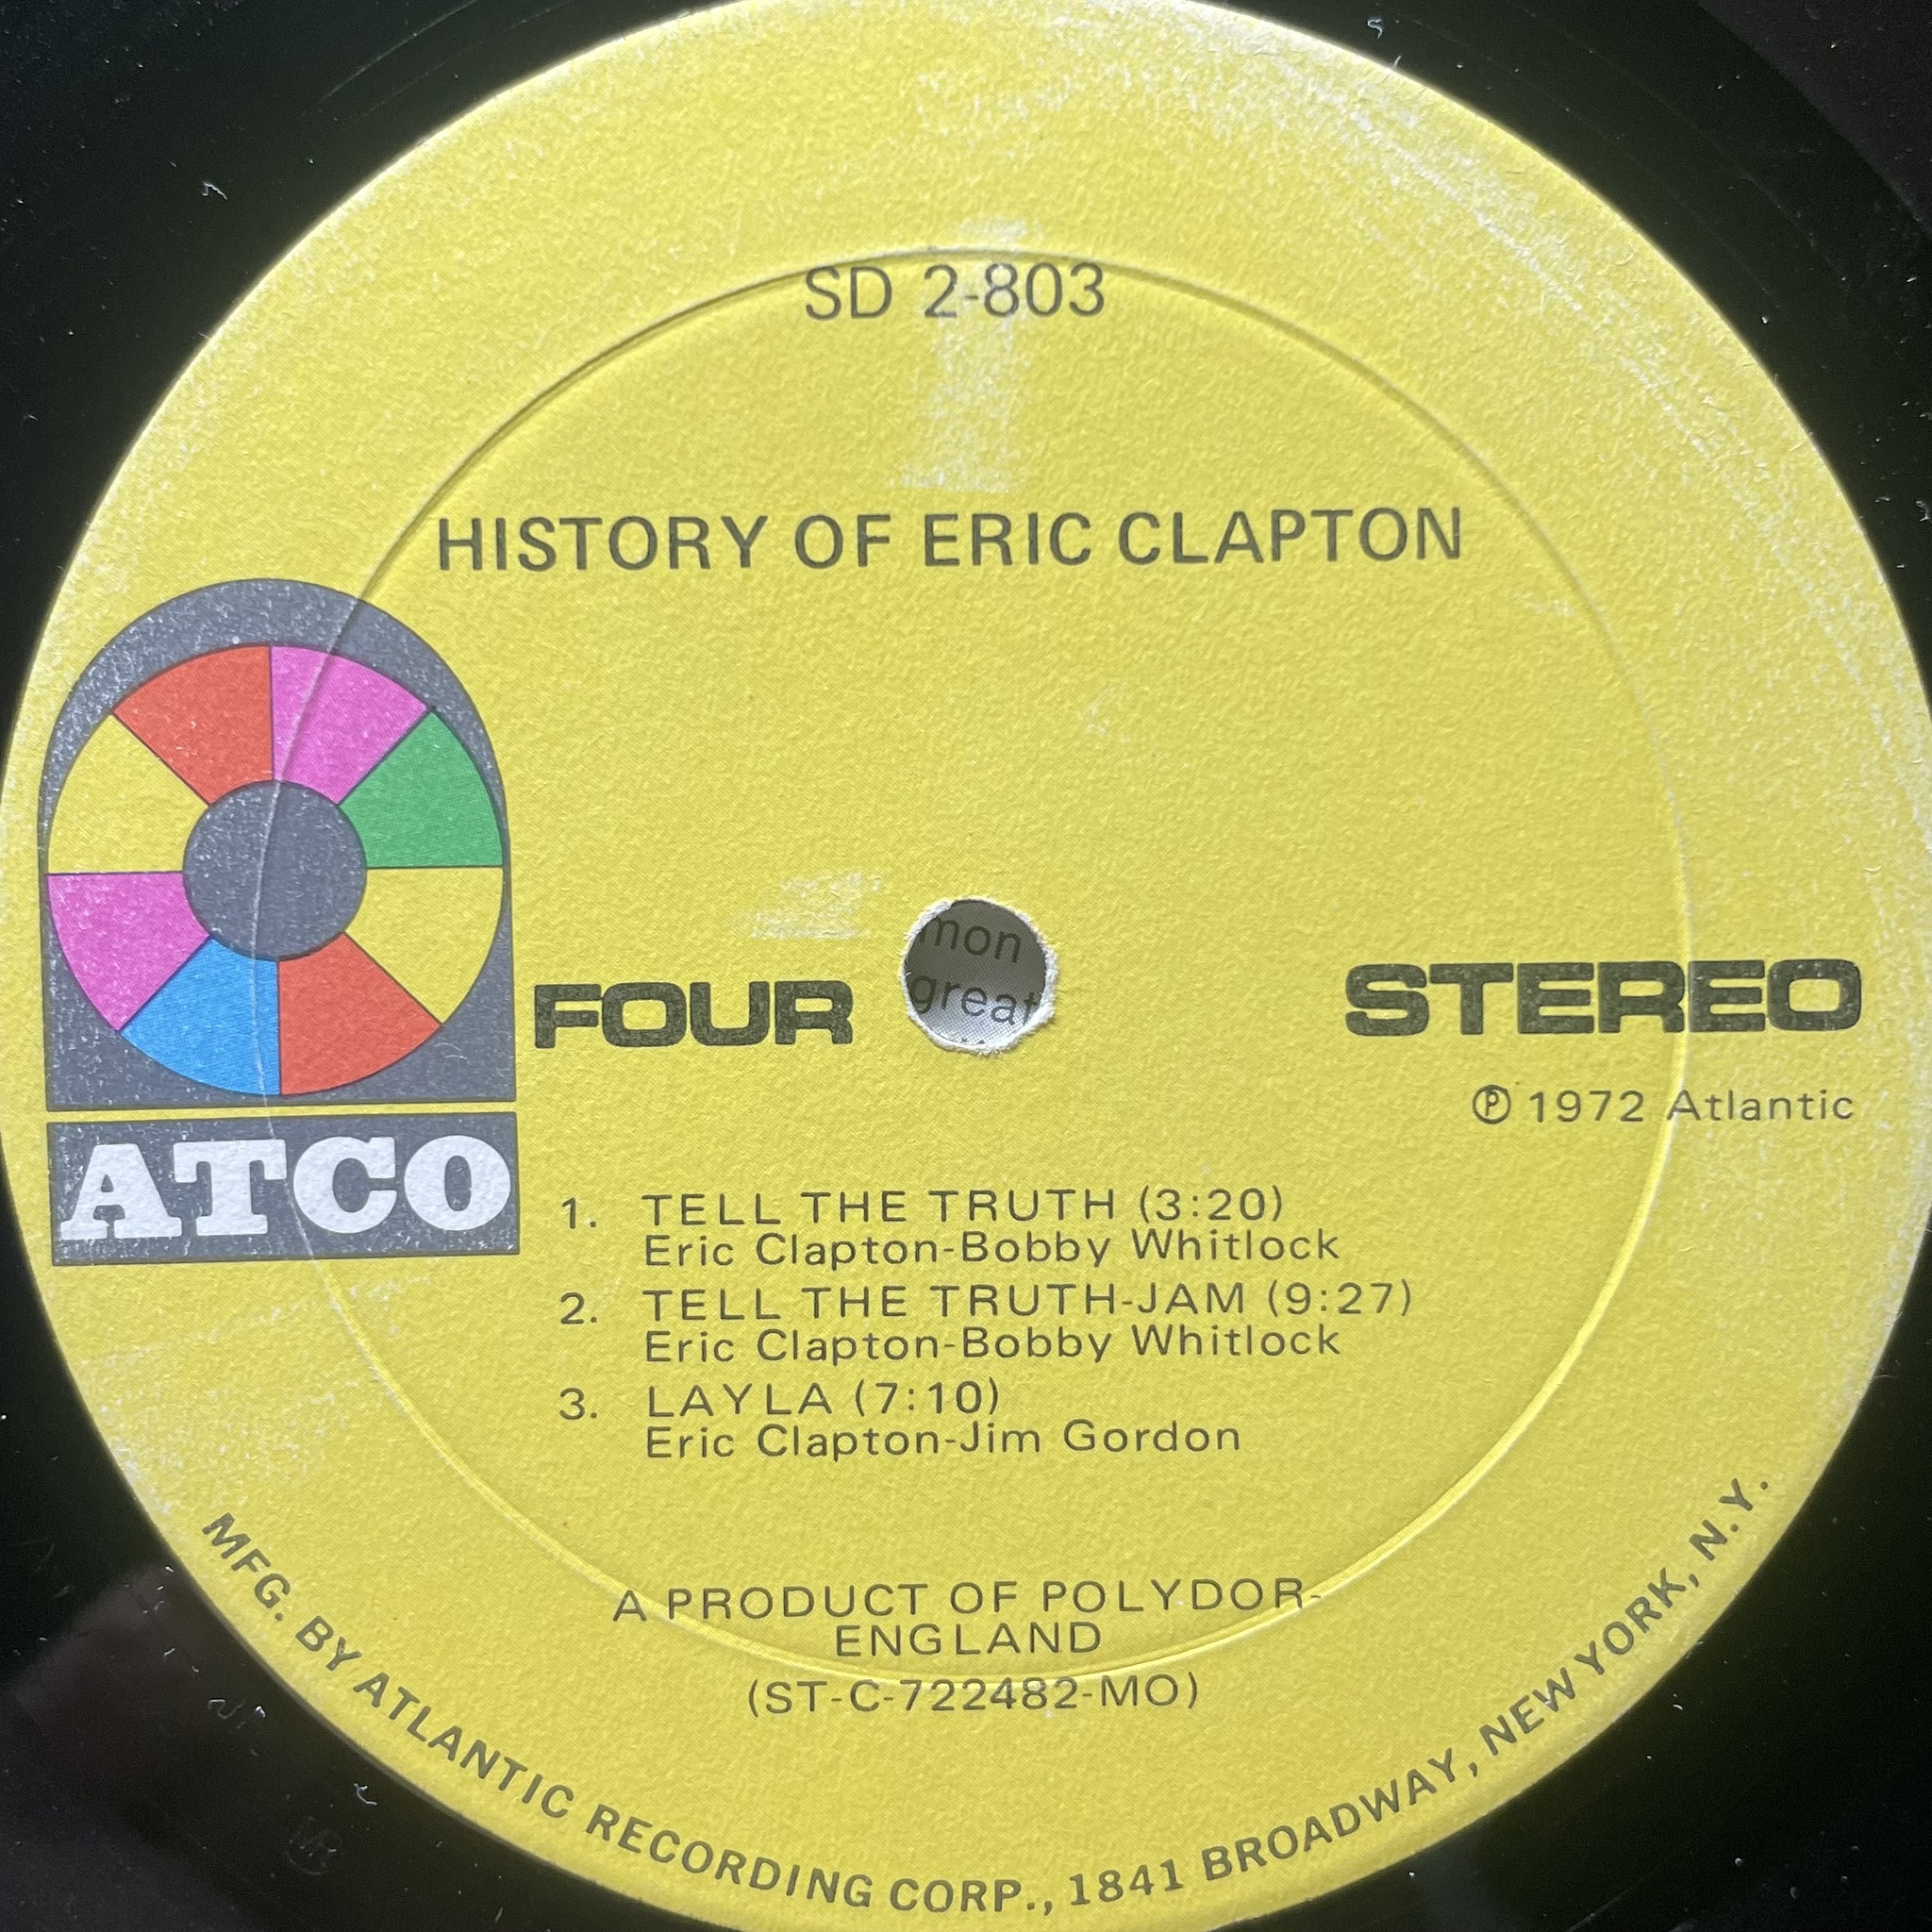 SD 2-803
HISTORY OF ERIC CLAPTON
mon
great
FOUR
STEREO
℗ 1972 Atlantic
ATCO
1. TELL THE TRUTH (3:20)
Eric Clapton-Bobby Whitlock
2. TELL THE TRUTH-JAM (9:27)
Eric Clapton-Bobby Whitlock
3. LAYLA (7:10)
Eric Clapton-Jim Gordon
A PRODUCT OF POLYDOR-
ENGLAND
(ST-C-722482-MO)
MFG. BY ATLANTIC RECORDING CORP., 1841 BROADWAY, NEW YORK, N.Y.